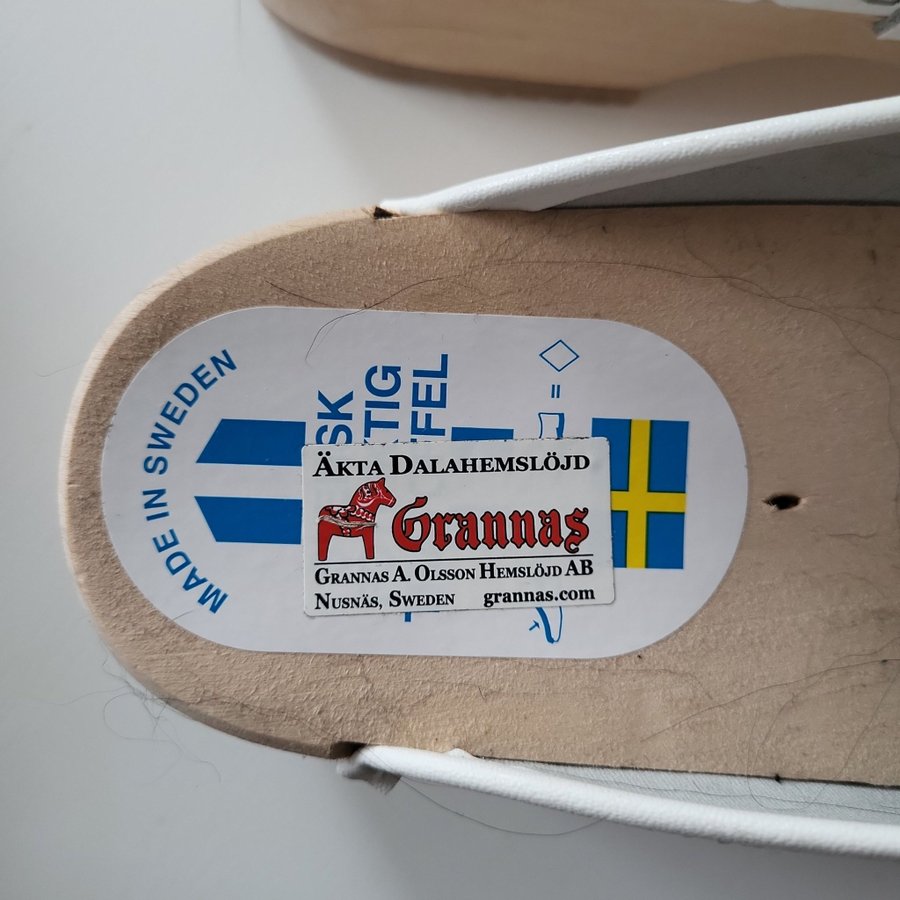 MADE IN SWEDEN
ÄKTA DALAHEMSLÖJD
Grannas
GRANNAS A. OLSSON HEMSLÖJD AB
NUSNÄS, SWEDEN grannas.com